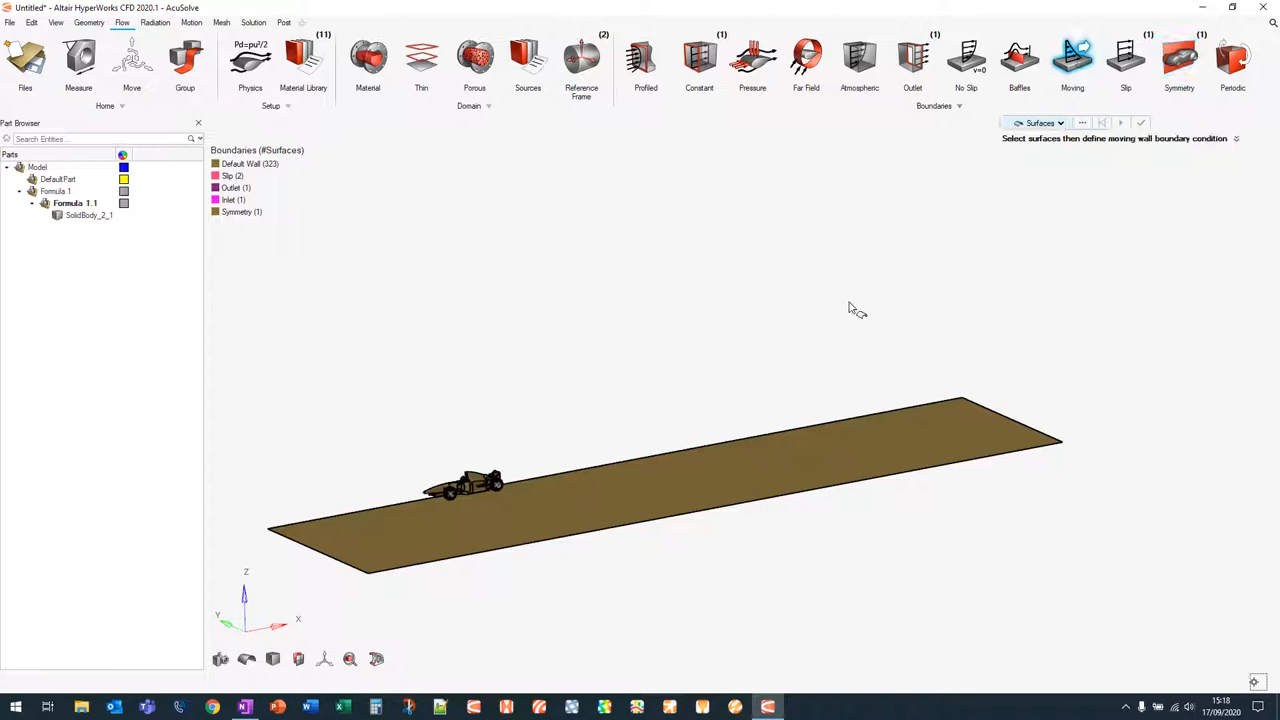 Untitled* - Altair HyperWorks CFD 2020.1 - AcuSolve
File Edit View Geometry Flow Radiation Motion Mesh Solution Post
Pd=ρu²/2 (11) (2) (1) (1) (1) (1)
v=0
Files Measure Move Group Physics Material Library Material Thin Porous Sources Reference Frame Profiled Constant Pressure Far Field Atmospheric Outlet No Slip Baffles Moving Slip Symmetry Periodic
Home Setup Domain Boundaries
Part Browser
Surfaces
Search Entities...
Select surfaces then define moving wall boundary condition
Parts
Model
DefaultPart
Formula 1
Formula 1.1
SolidBody_2_1
Boundaries (#Surfaces)
Default Wall (323)
Slip (2)
Outlet (1)
Inlet (1)
Symmetry (1)
Z
Y
X
15:18
17/09/2020